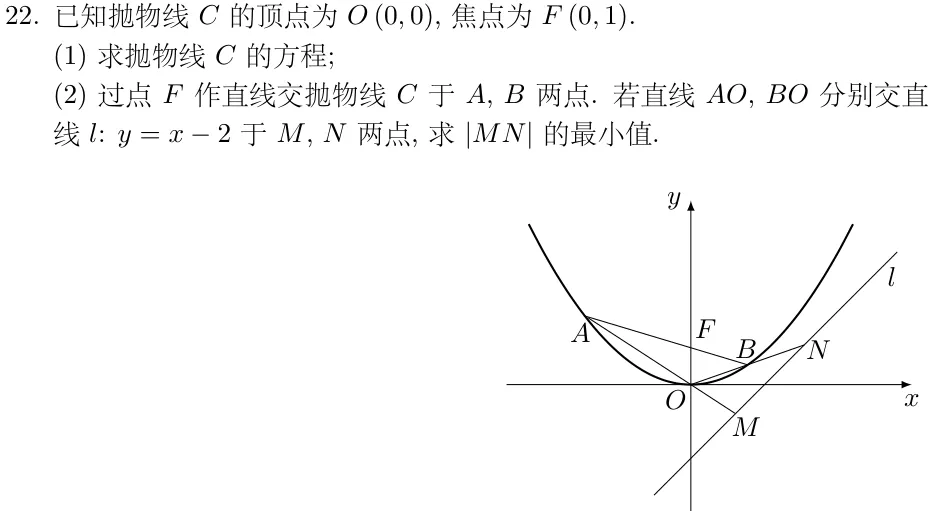 22. 已知抛物线 C 的顶点为 O (0, 0), 焦点为 F (0, 1).
(1) 求抛物线 C 的方程;
(2) 过点 F 作直线交抛物线 C 于 A, B 两点. 若直线 AO, BO 分别交直
线 l: y = x − 2 于 M, N 两点, 求 |MN| 的最小值.
y
l
F
A
B
N
O
x
M